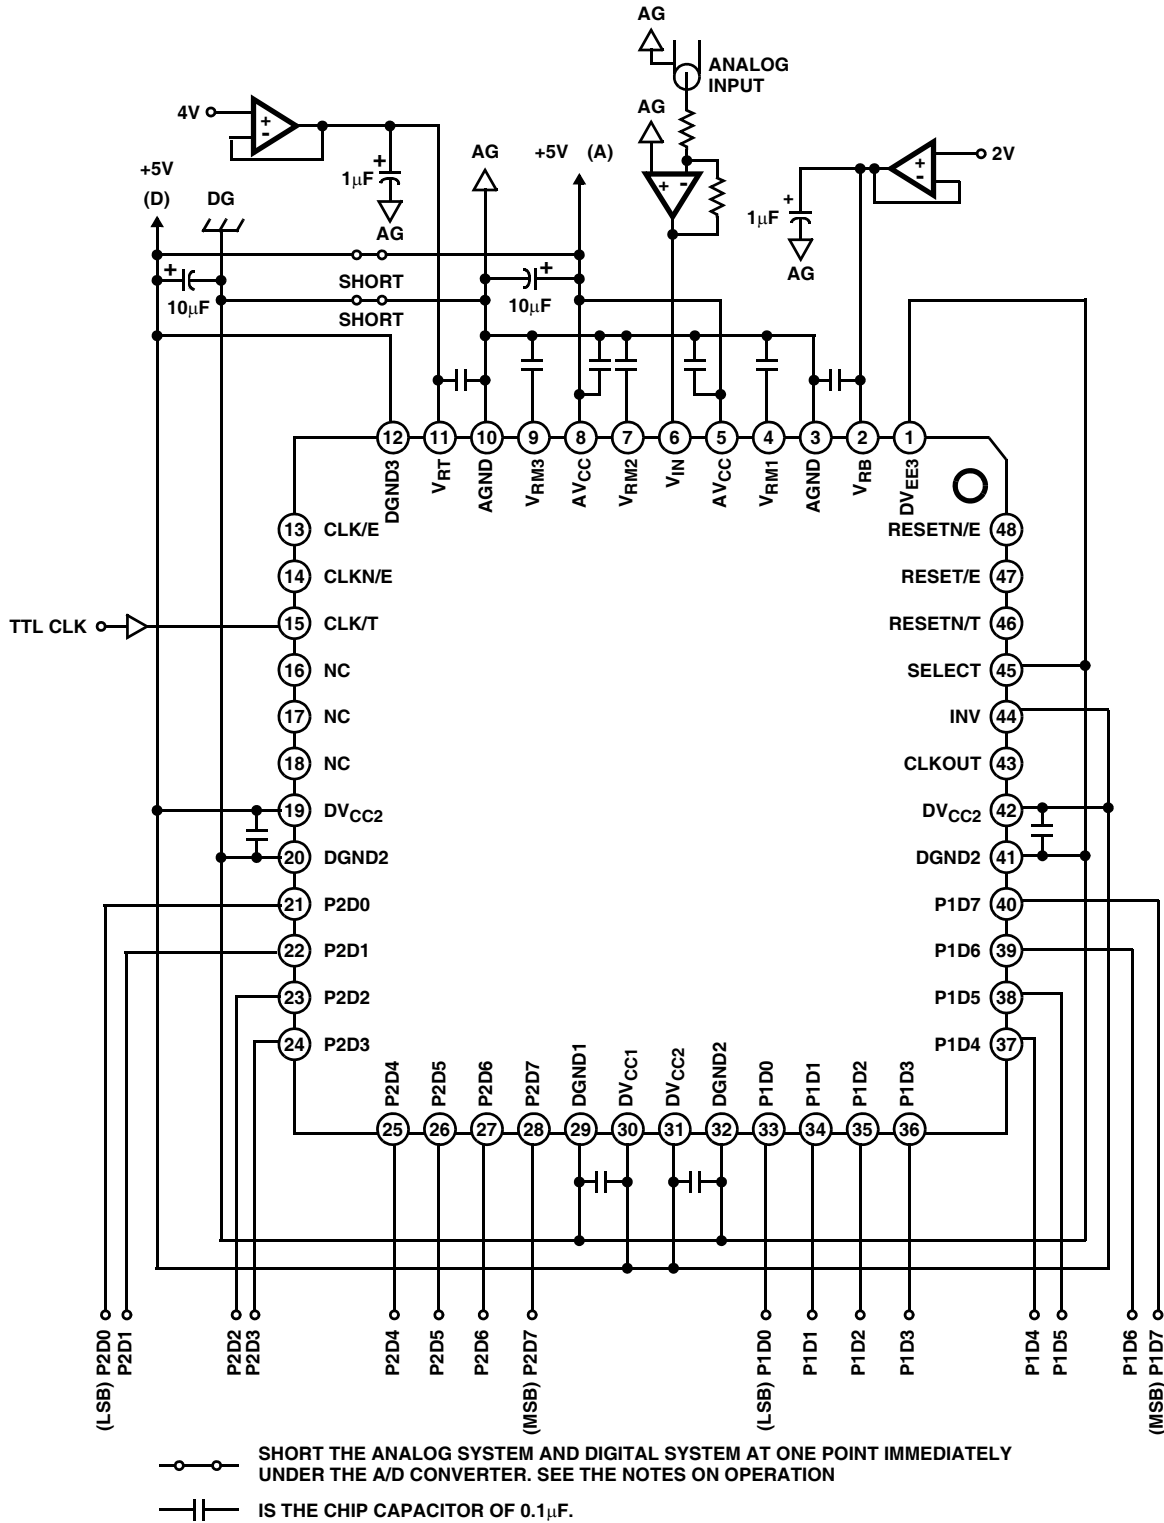 AG
ANALOG
INPUT
4V
AG
+
-
AG
+5V (A)
+ -
+
-
2V
+5V
(D)
DG
+
1µF
AG
+
1µF
AG
+
10µF
SHORT
SHORT
+
10µF
12 11 10 9 8 7 6 5 4 3 2 1
DGND3 VRT AGND VRM3 AVCC VRM2 VIN AVCC VRM1 AGND VRB DVEE3
13 CLK/E
14 CLKN/E
TTL CLK
15 CLK/T
16 NC
17 NC
18 NC
19 DVCC2
20 DGND2
21 P2D0
22 P2D1
23 P2D2
24 P2D3
RESETN/E 48
RESET/E 47
RESETN/T 46
SELECT 45
INV 44
CLKOUT 43
DVCC2 42
DGND2 41
P1D7 40
P1D6 39
P1D5 38
P1D4 37
P2D4 P2D5 P2D6 P2D7 DGND1 DVCC1 DVCC2 DGND2 P1D0 P1D1 P1D2 P1D3
25 26 27 28 29 30 31 32 33 34 35 36
(LSB) P2D0
P2D1
P2D2
P2D3
P2D4
P2D5
P2D6
(MSB) P2D7
(LSB) P1D0
P1D1
P1D2
P1D3
P1D4
P1D5
P1D6
(MSB) P1D7
SHORT THE ANALOG SYSTEM AND DIGITAL SYSTEM AT ONE POINT IMMEDIATELY
UNDER THE A/D CONVERTER. SEE THE NOTES ON OPERATION
IS THE CHIP CAPACITOR OF 0.1µF.